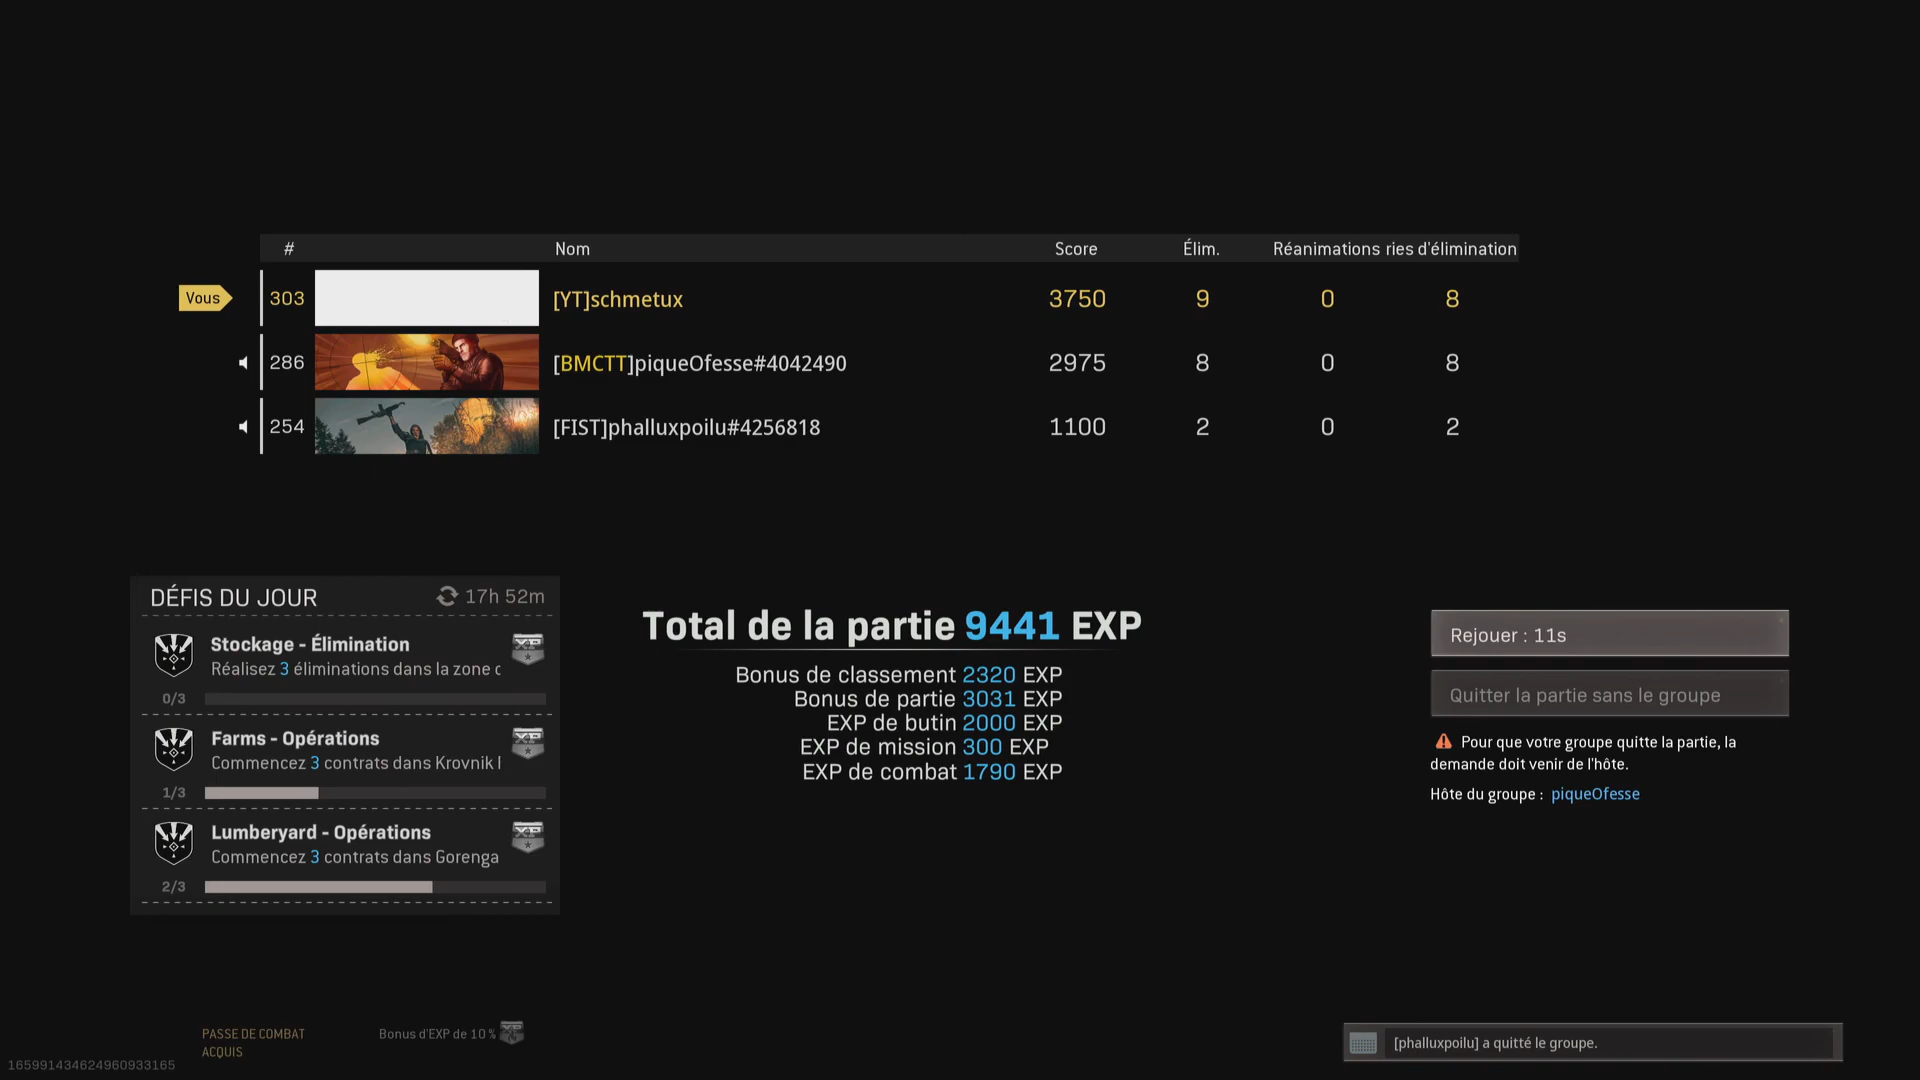 # Nom Score Élim. Réanimations ries d'élimination
Vous 303 [YT]schmetux 3750 9 0 8
286 [BMCTT]piqueOfesse#4042490 2975 8 0 8
254 [FIST]phalluxpoilu#4256818 1100 2 0 2
DÉFIS DU JOUR 17h 52m
Stockage - Élimination
Réalisez 3 éliminations dans la zone c
0/3
Farms - Opérations
Commencez 3 contrats dans Krovnik
1/3
Lumberyard - Opérations
Commencez 3 contrats dans Gorenga
2/3
Total de la partie 9441 EXP
Bonus de classement 2320 EXP
Bonus de partie 3031 EXP
EXP de butin 2000 EXP
EXP de mission 300 EXP
EXP de combat 1790 EXP
Rejouer : 11s
Quitter la partie sans le groupe
Pour que votre groupe quitte la partie, la
demande doit venir de l'hôte.
Hôte du groupe : piqueOfesse
PASSE DE COMBAT
ACQUIS
Bonus d'EXP de 10 %
[phalluxpoilu] a quitté le groupe.
165991434624960933165